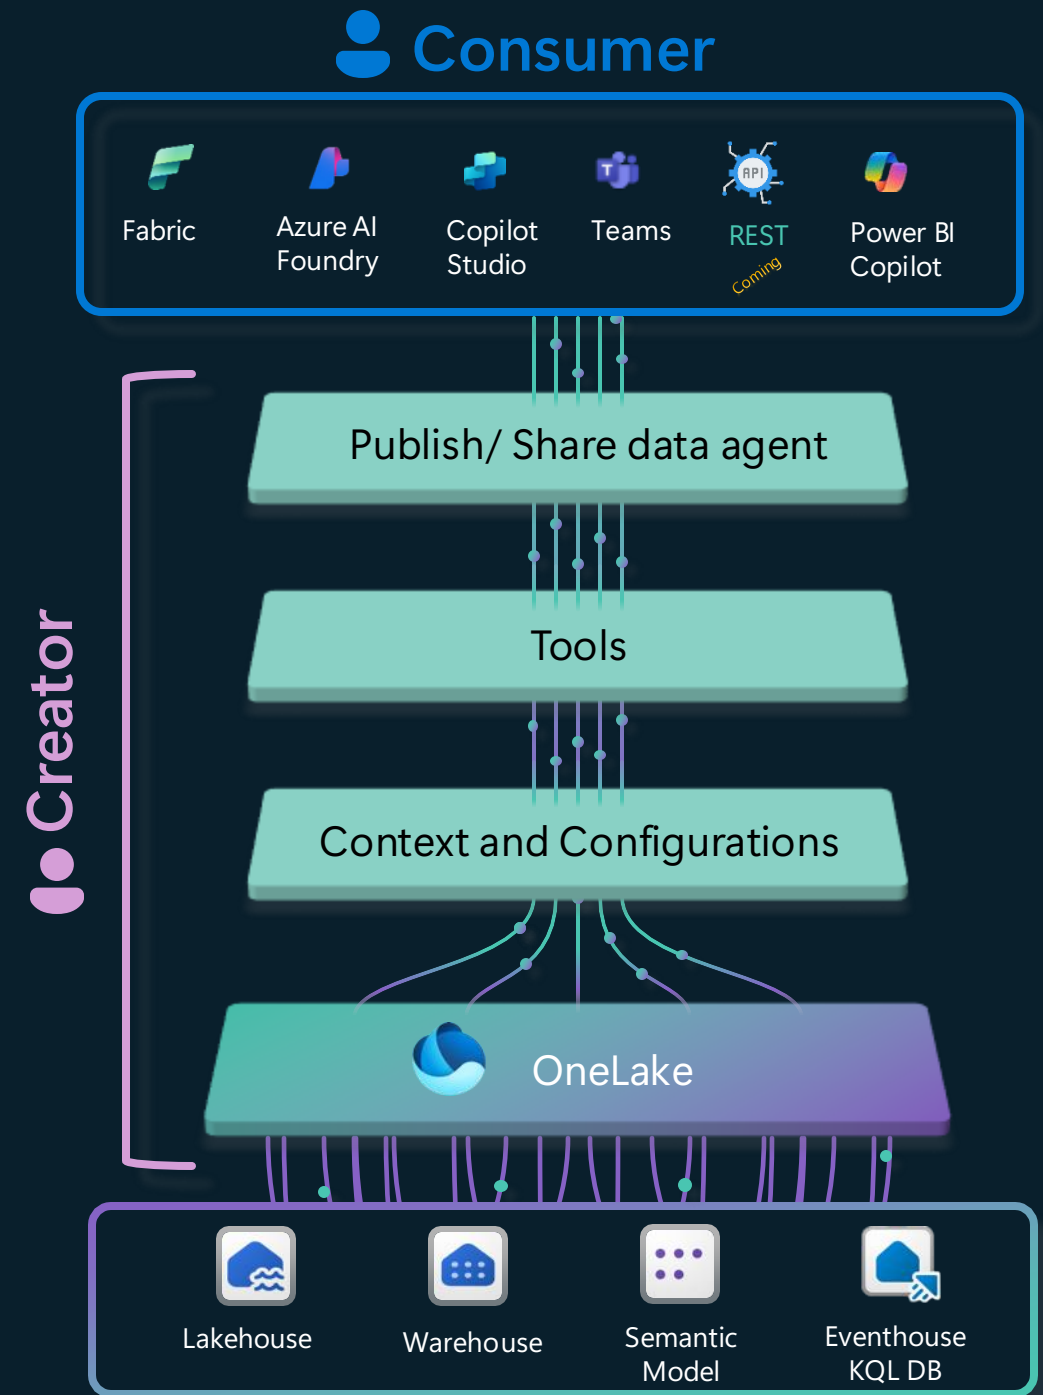 Consumer
Fabric
Azure AI
Foundry
Copilot
Studio
Teams
API
REST
Coming
Power BI
Copilot
Publish/ Share data agent
Tools
Creator
Context and Configurations
OneLake
Lakehouse
Warehouse
Semantic
Model
Eventhouse
KQL DB